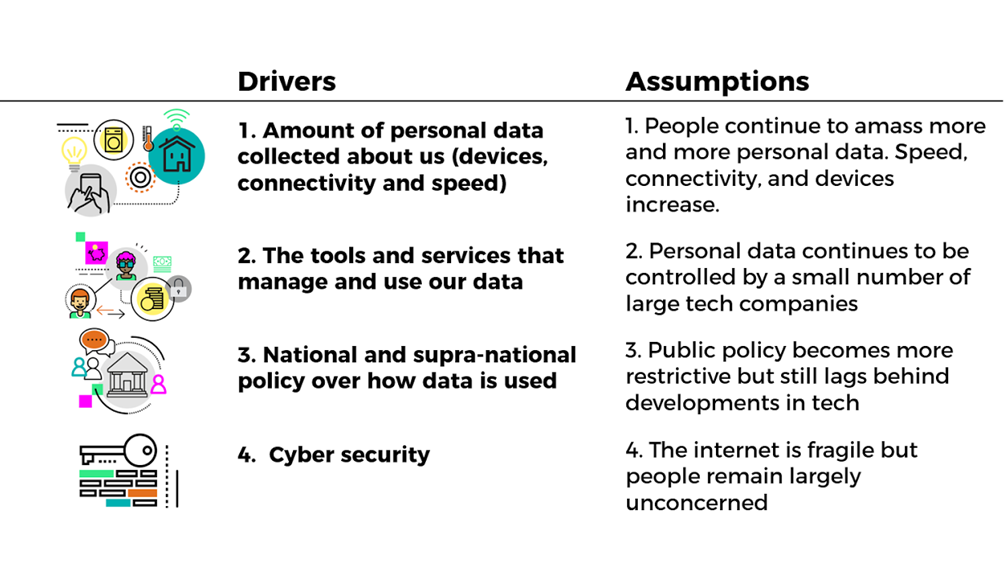 Drivers
Assumptions
1. Amount of personal data
collected about us (devices,
connectivity and speed)
1. People continue to amass more
and more personal data. Speed,
connectivity, and devices
increase.
2. The tools and services that
manage and use our data
2. Personal data continues to be
controlled by a small number of
large tech companies
3. National and supra-national
policy over how data is used
3. Public policy becomes more
restrictive but still lags behind
developments in tech
4. Cyber security
4. The internet is fragile but
people remain largely
unconcerned